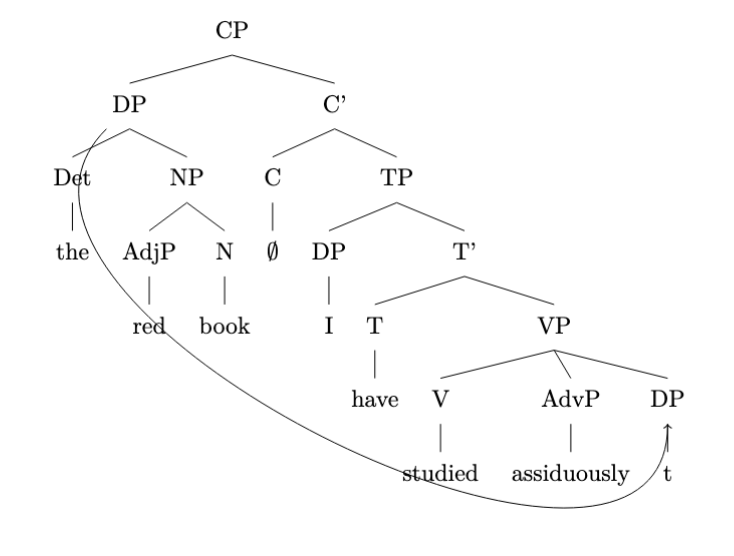 CP
DP C'
Det NP C TP
the AdjP N ∅ DP T'
red book I T VP
have V AdvP DP
studied assiduously t